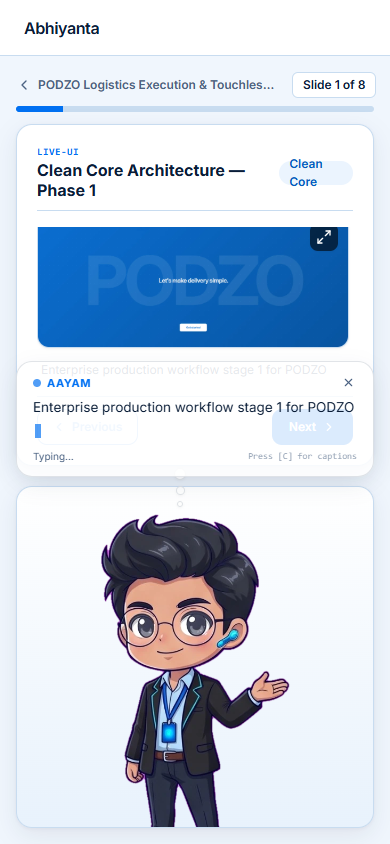 Abhiyanta
PODZO Logistics Execution & Touchles...
Slide 1 of 8
LIVE-UI
Clean Core Architecture —
Phase 1
Clean
Core
PODZO
Let's make delivery simple.
Enterprise production workflow stage 1 for PODZO
AAYAM
Enterprise production workflow stage 1 for PODZO
Previous
Next
Typing...
Press [C] for captions